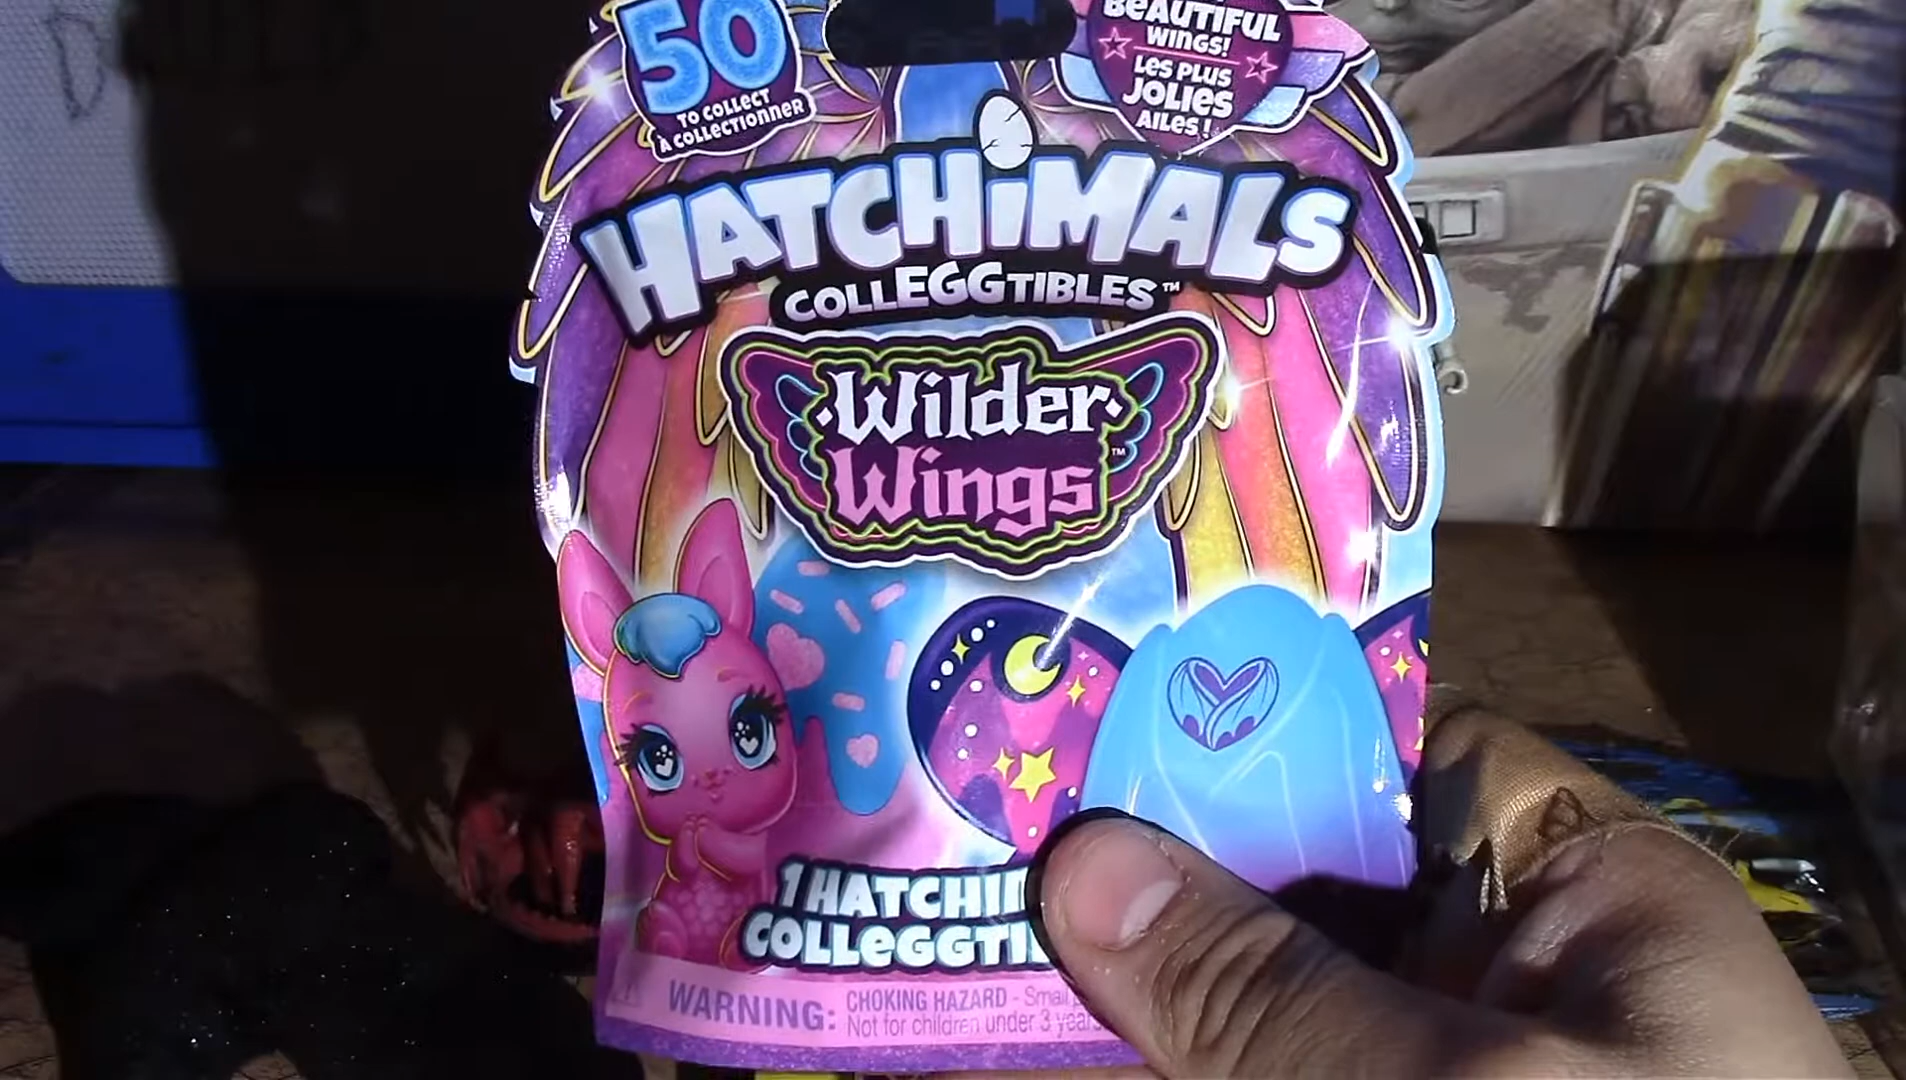 50
TO COLLECT
À COLLECTIONNER
BEAUTIFUL
WINGS!
LES PLUS
JOLIES
AILES!
HATCHiMALS
COLLEGGTIBLES™
Wilder
Wings™
1 HATCHIM
COLLEGGTI
WARNING: CHOKING HAZARD - Small
Not for children under 3 years